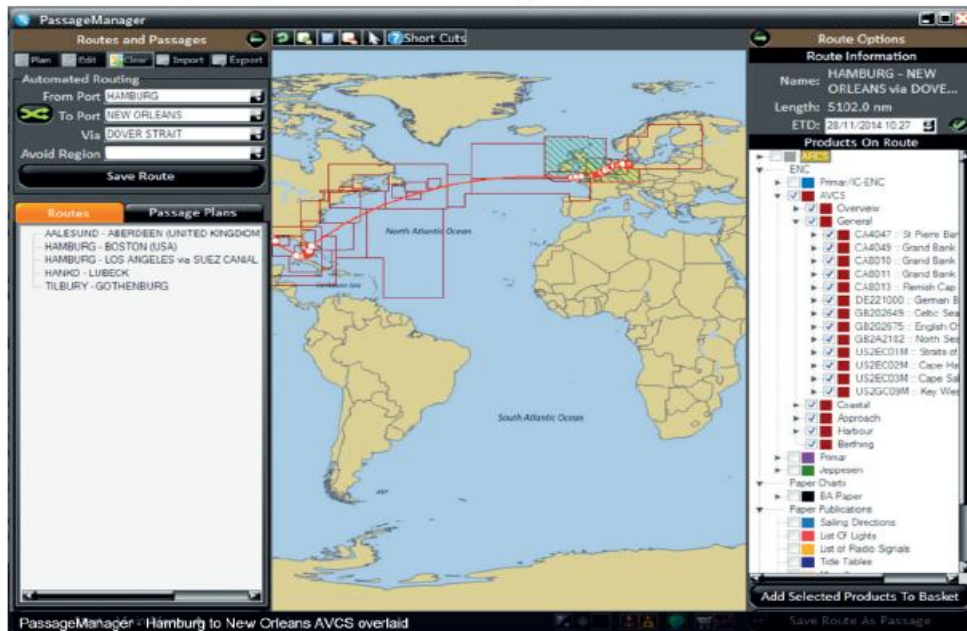 PassageManager
Routes and Passages
Plan Edit Clear Import Export
Automated Routing
From Port HAMBURG
To Port NEW ORLEANS
Via DOVER STRAIT
Avoid Region
Save Route
Routes Passage Plans
AALESUND - ABERDEEN (UNITED KINGDOM
HAMBURG - BOSTON (USA)
HAMBURG - LOS ANGELES via SUEZ CANAL
HANKO - LUBECK
TILBURY - GOTHENBURG
Short Cuts
North Atlantic Ocean
South Atlantic Ocean
Route Options
Route Information
Name: HAMBURG - NEW
ORLEANS via DOVE...
Length: 5102.0 nm
ETD: 28/11/2014 10:27
Products On Route
ARCS
ENC
Primar/IC-ENC
AVCS
Overview
General
CA4047 :: St Pierre Ban
CA4049 :: Grand Bank
CA8010 :: Grand Bank
CA8011 :: Grand Bank
CA8013 :: Flemish Cap
DE221000 :: German B
GB202649 :: Celtic Sea
GB202675 :: English Ch
GB2A2182 :: North Sea
US2EC01M :: Straits of
US2EC02M :: Cape Ha
US2EC03M :: Cape Sab
US2GC09M :: Key Wes
Coastal
Approach
Harbour
Berthing
Primar
Jeppesen
Paper Charts
BA Paper
Paper Publications
Sailing Directions
List Of Lights
List of Radio Signals
Tide Tables
Add Selected Products To Basket
Save Route As Passage
PassageManager - Hamburg to New Orleans AVCS overlaid